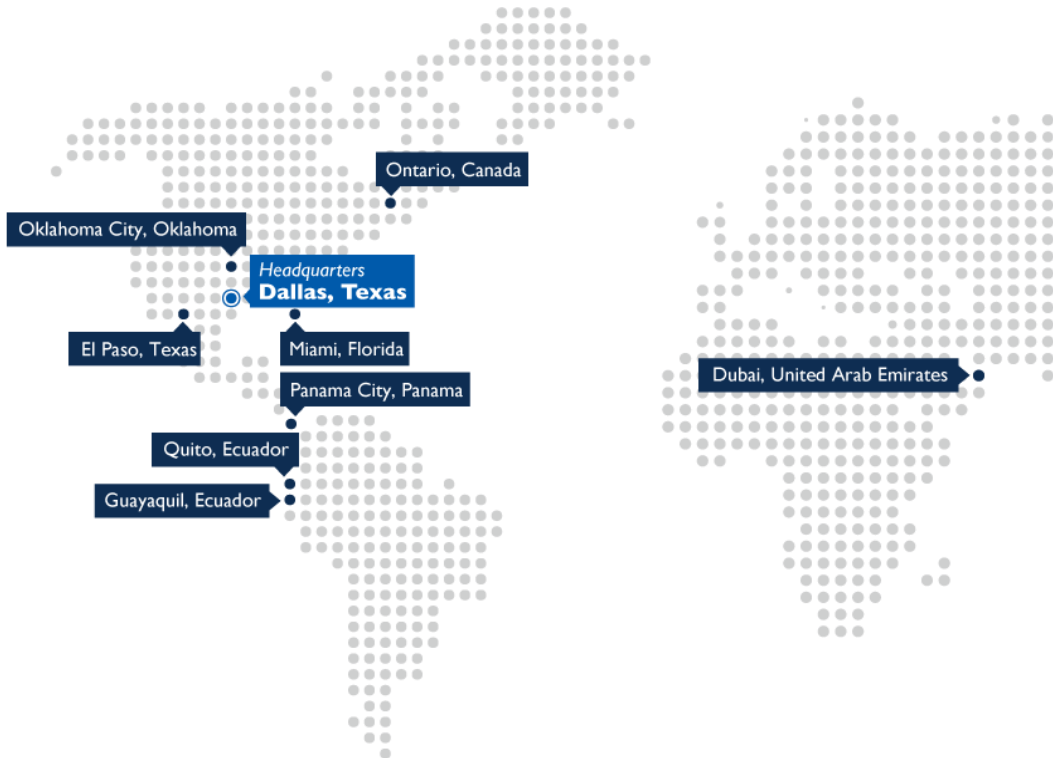 Ontario, Canada
Oklahoma City, Oklahoma
Headquarters
Dallas, Texas
El Paso, Texas
Miami, Florida
Dubai, United Arab Emirates
Panama City, Panama
Quito, Ecuador
Guayaquil, Ecuador